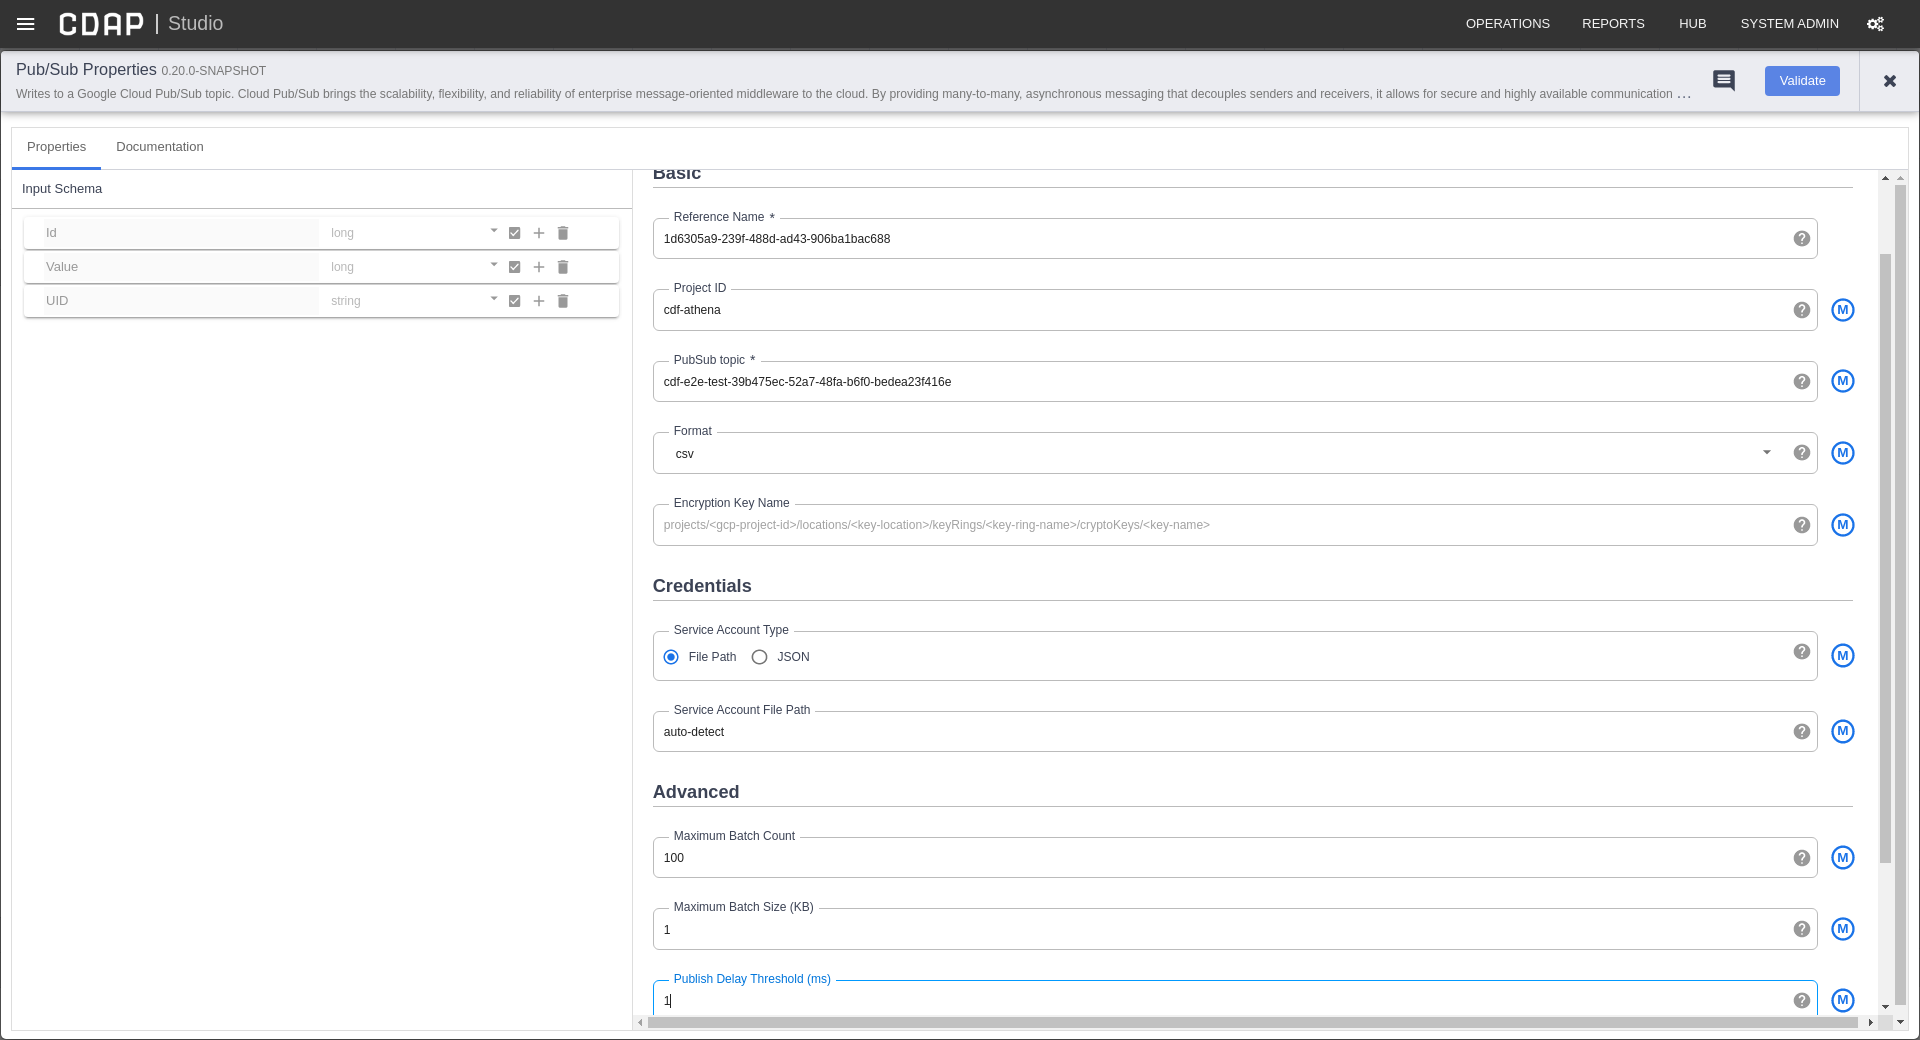 CDAP | Studio
OPERATIONS REPORTS HUB SYSTEM ADMIN
Pub/Sub Properties 0.20.0-SNAPSHOT
Writes to a Google Cloud Pub/Sub topic. Cloud Pub/Sub brings the scalability, flexibility, and reliability of enterprise message-oriented middleware to the cloud. By providing many-to-many, asynchronous messaging that decouples senders and receivers, it allows for secure and highly available communication ...
Validate
Properties Documentation
Input Schema
Id long
Value long
UID string
Basic
Reference Name *
1d6305a9-239f-488d-ad43-906ba1bac688
Project ID
cdf-athena
M
PubSub topic *
cdf-e2e-test-39b475ec-52a7-48fa-b6f0-bedea23f416e
M
Format
csv
M
Encryption Key Name
projects/<gcp-project-id>/locations/<key-location>/keyRings/<key-ring-name>/cryptoKeys/<key-name>
M
Credentials
Service Account Type
File Path JSON
M
Service Account File Path
auto-detect
M
Advanced
Maximum Batch Count
100
M
Maximum Batch Size (KB)
1
M
Publish Delay Threshold (ms)
1
M